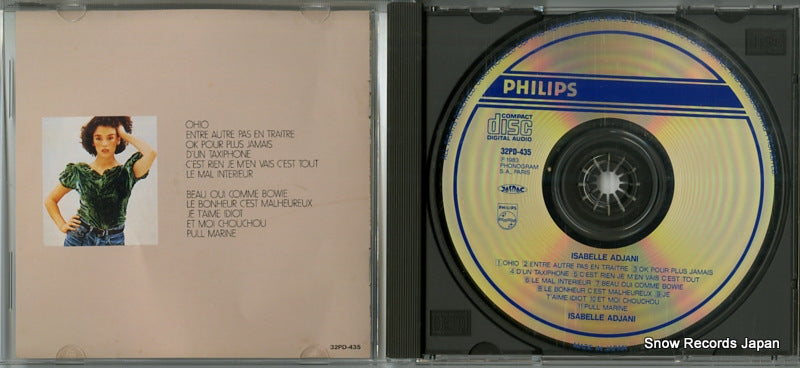 OHIO
ENTRE AUTRE PAS EN TRAITRE
OK POUR PLUS JAMAIS
D'UN TAXIPHONE
C'EST RIEN JE M'EN VAIS C'EST TOUT
LE MAL INTERIEUR
BEAU OUI COMME BOWIE
LE BONHEUR C'EST MALHEUREUX
JE T'AIME IDIOT
ET MOI CHOUCHOU
PULL MARINE
32PD-435
PHILIPS
COMPACT
disc
DIGITAL AUDIO
32PD-435
℗ 1983
PHONOGRAM
S.A., PARIS
JASRAC
PHILIPS
ISABELLE ADJANI
1 OHIO 2 ENTRE AUTRE PAS EN TRAITRE 3 OK POUR PLUS JAMAIS
4 D'UN TAXIPHONE 5 C'EST RIEN JE M'EN VAIS C'EST TOUT
6 LE MAL INTERIEUR 7 BEAU OUI COMME BOWIE
8 LE BONHEUR C'EST MALHEUREUX 9 JE
T'AIME IDIOT 10 ET MOI CHOUCHOU
11 PULL MARINE
ISABELLE ADJANI
Snow Records Japan